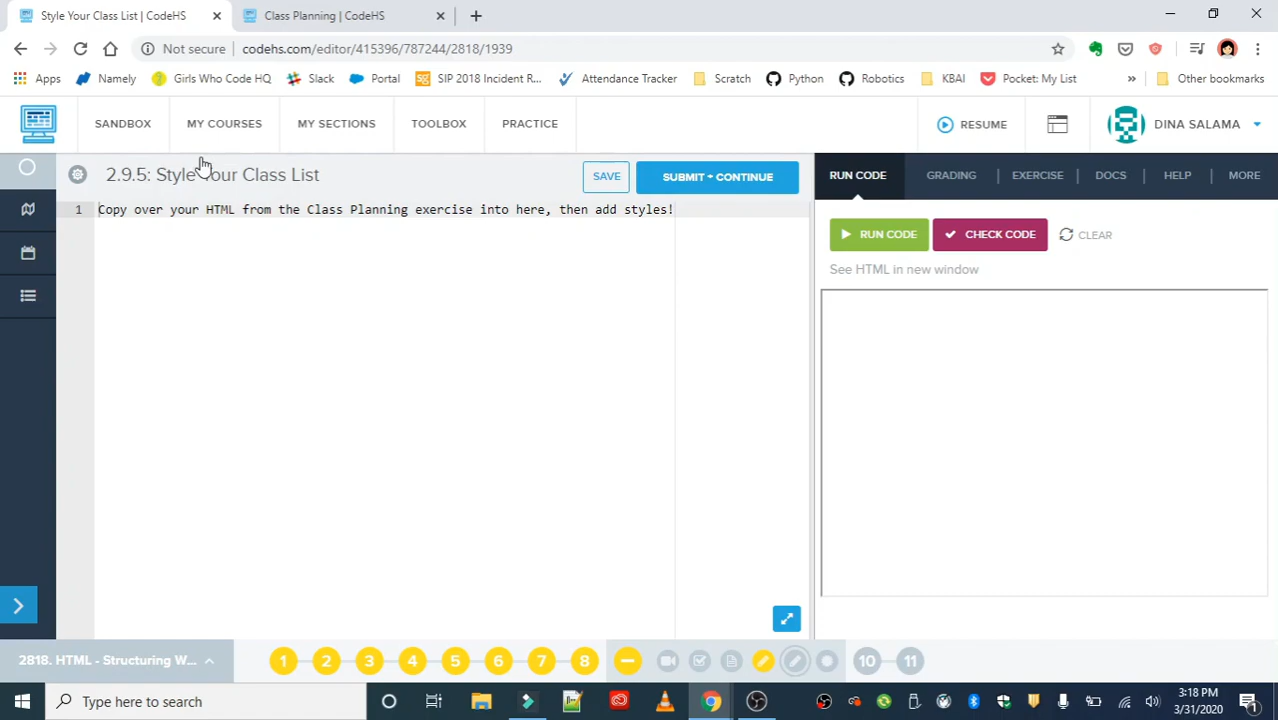 Style Your Class List | CodeHS
Class Planning | CodeHS
Not secure
codehs.com/editor/415396/787244/2818/1939
Apps
Namely
Girls Who Code HQ
Slack
Portal
SIP 2018 Incident R...
Attendance Tracker
Scratch
Python
Robotics
KBAI
Pocket: My List
»
Other bookmarks
SANDBOX
MY COURSES
MY SECTIONS
TOOLBOX
PRACTICE
RESUME
DINA SALAMA
2.9.5: Style Your Class List
SAVE
SUBMIT + CONTINUE
RUN CODE
GRADING
EXERCISE
DOCS
HELP
MORE
1 Copy over your HTML from the Class Planning exercise into here, then add styles!
RUN CODE
CHECK CODE
CLEAR
See HTML in new window
2818. HTML - Structuring W...
1
2
3
4
5
6
7
8
10
11
Type here to search
3:18 PM
3/31/2020
1